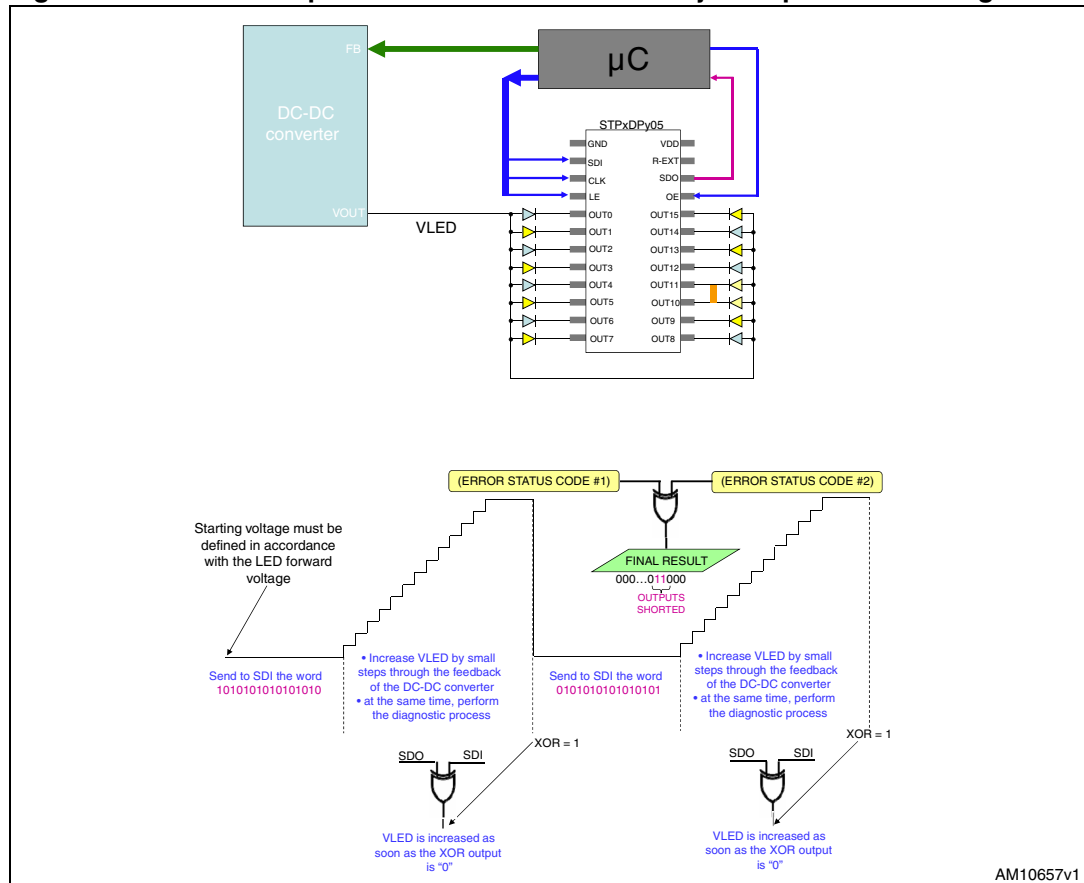 FB
µC
DC-DC
converter
VOUT
VLED
STPxDPy05
GND
SDI
CLK
LE
OUT0
OUT1
OUT2
OUT3
OUT4
OUT5
OUT6
OUT7
VDD
R-EXT
SDO
OE
OUT15
OUT14
OUT13
OUT12
OUT11
OUT10
OUT9
OUT8
(ERROR STATUS CODE #1)
(ERROR STATUS CODE #2)
Starting voltage must be
defined in accordance
with the LED forward
voltage
FINAL RESULT
000...011000
OUTPUTS
SHORTED
Send to SDI the word
1010101010101010
• Increase VLED by small
steps through the feedback
of the DC-DC converter
• at the same time, perform
the diagnostic process
Send to SDI the word
0101010101010101
• Increase VLED by small
steps through the feedback
of the DC-DC converter
• at the same time, perform
the diagnostic process
XOR = 1
SDO
SDI
VLED is increased as
soon as the XOR output
is “0”
XOR = 1
SDO
SDI
VLED is increased as
soon as the XOR output
is “0”
AM10657v1